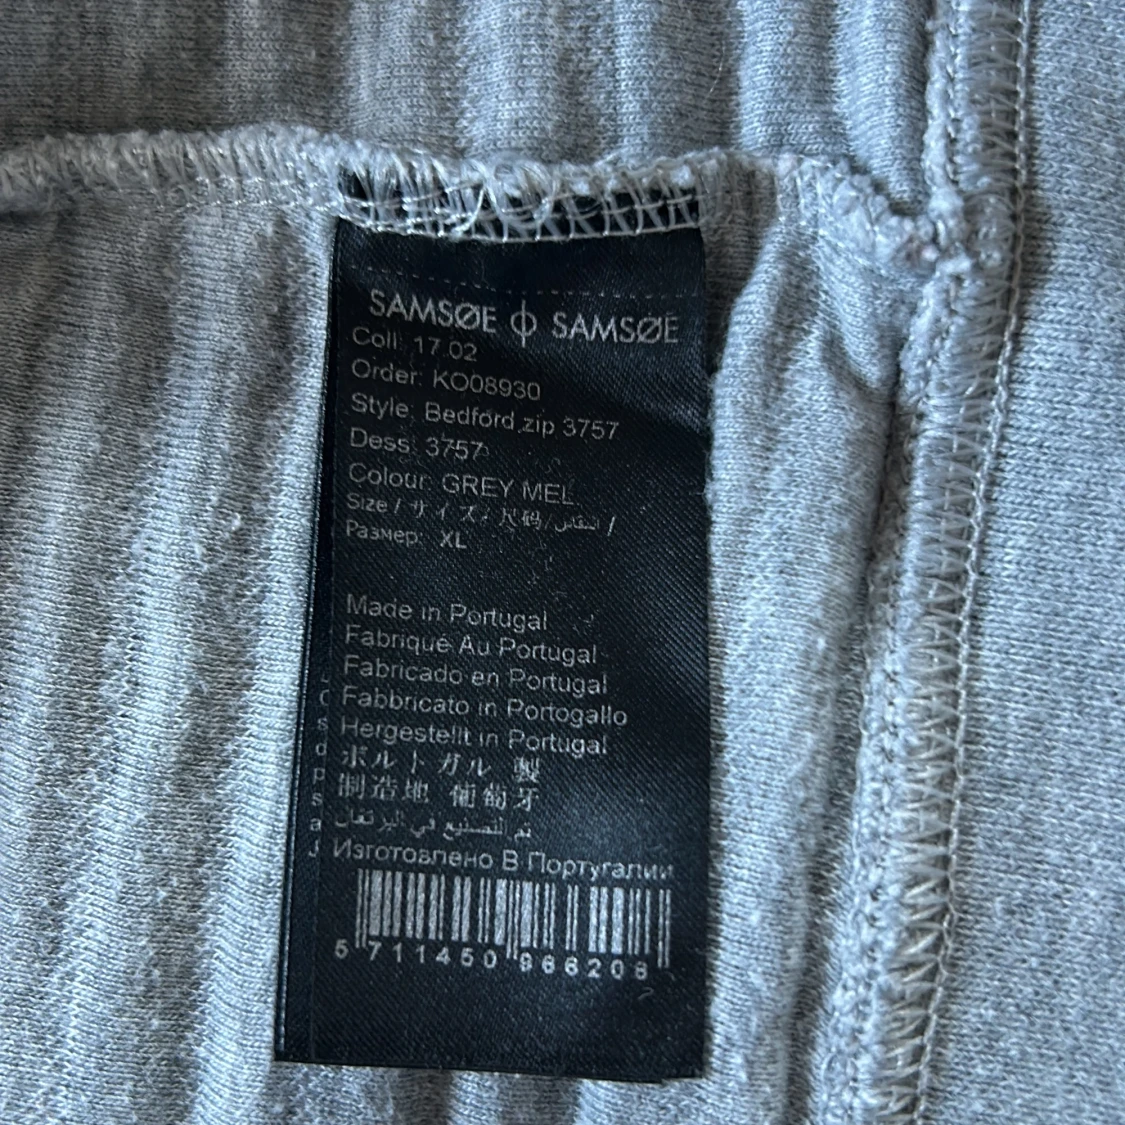 SAMSØE ϕ SAMSØE
Coll: 17.02
Order: KO08930
Style: Bedford zip 3757
Dess: 3757
Colour: GREY MEL
Size / サイズ / 尺码 / المقاس /
Размер: XL
Made in Portugal
Fabriqué Au Portugal
Fabricado en Portugal
Fabbricato in Portogallo
Hergestellt in Portugal
ポルトガル 製
制造地 葡萄牙
تم التصنيع في البرتغال
Изготовлено В Португалии
5 711450